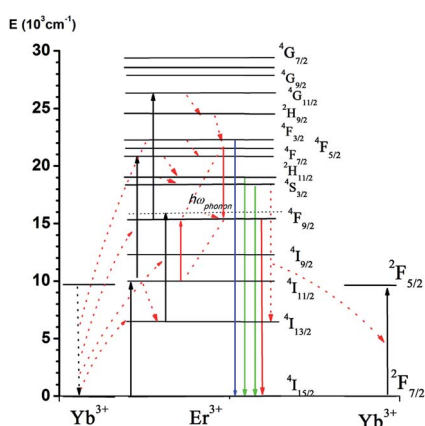 E (10³cm⁻¹)
30
⁴G₇/₂
⁴G₉/₂
⁴G₁₁/₂
25
²H₉/₂
⁴F₃/₂
⁴F₅/₂
⁴F₇/₂
20
²H₁₁/₂
⁴S₃/₂
ħω phonon
15
⁴F₉/₂
⁴I₉/₂
10
⁴I₁₁/₂
²F₅/₂
5
⁴I₁₃/₂
0
⁴I₁₅/₂
²F₇/₂
Yb³⁺ Er³⁺ Yb³⁺